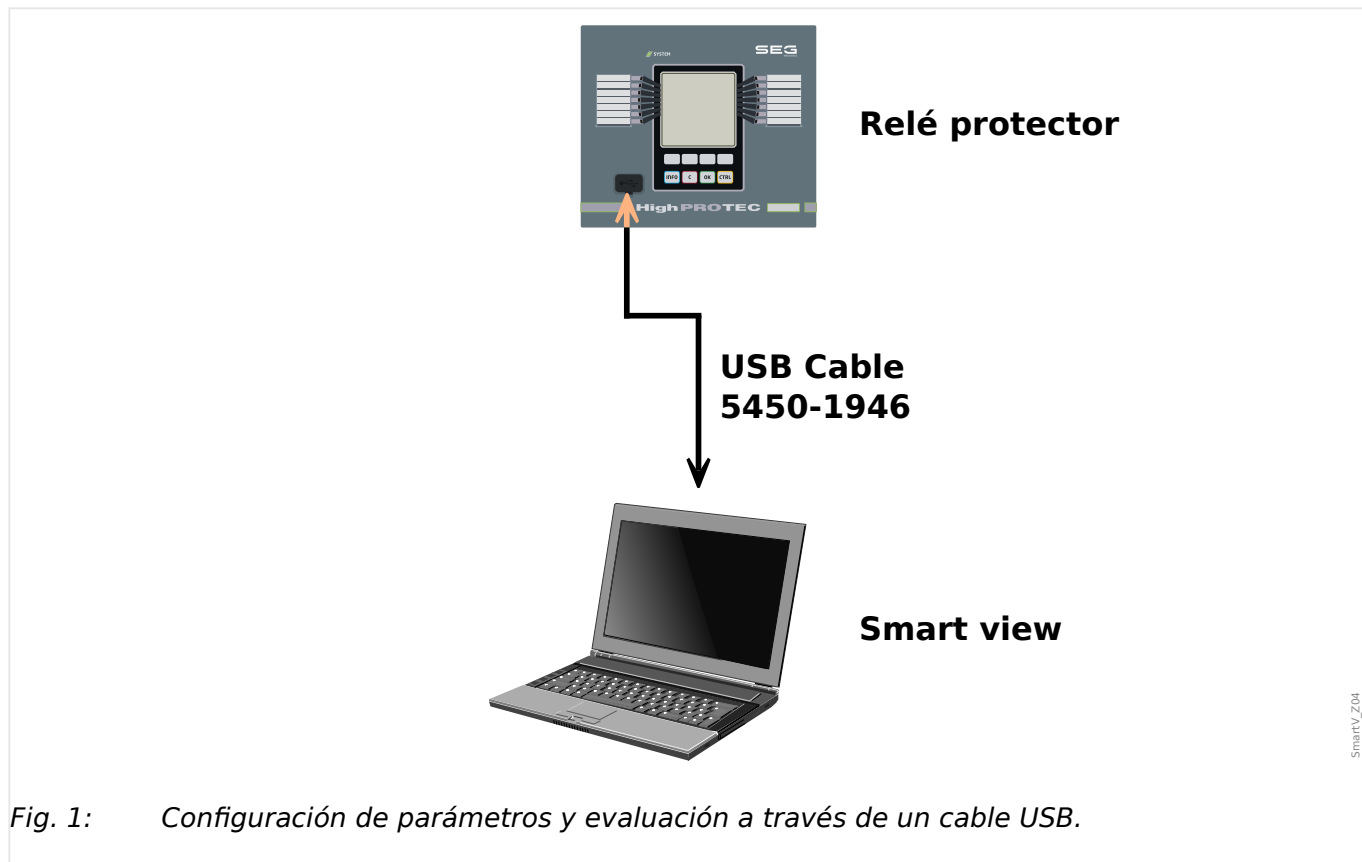 SYSTEM
SEG
Relé protector
INFO C OK CTRL
HighPROTEC
USB Cable
5450-1946
Smart view
SmartV_Z04
Fig. 1: Configuración de parámetros y evaluación a través de un cable USB.